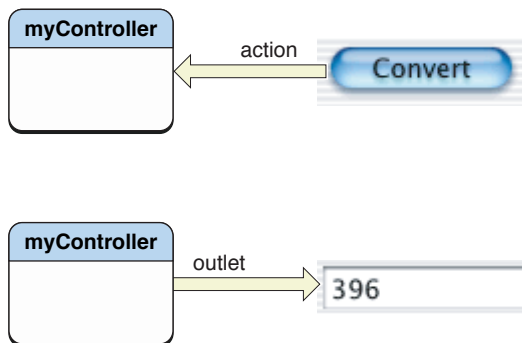 myController
action
Convert
myController
outlet
396